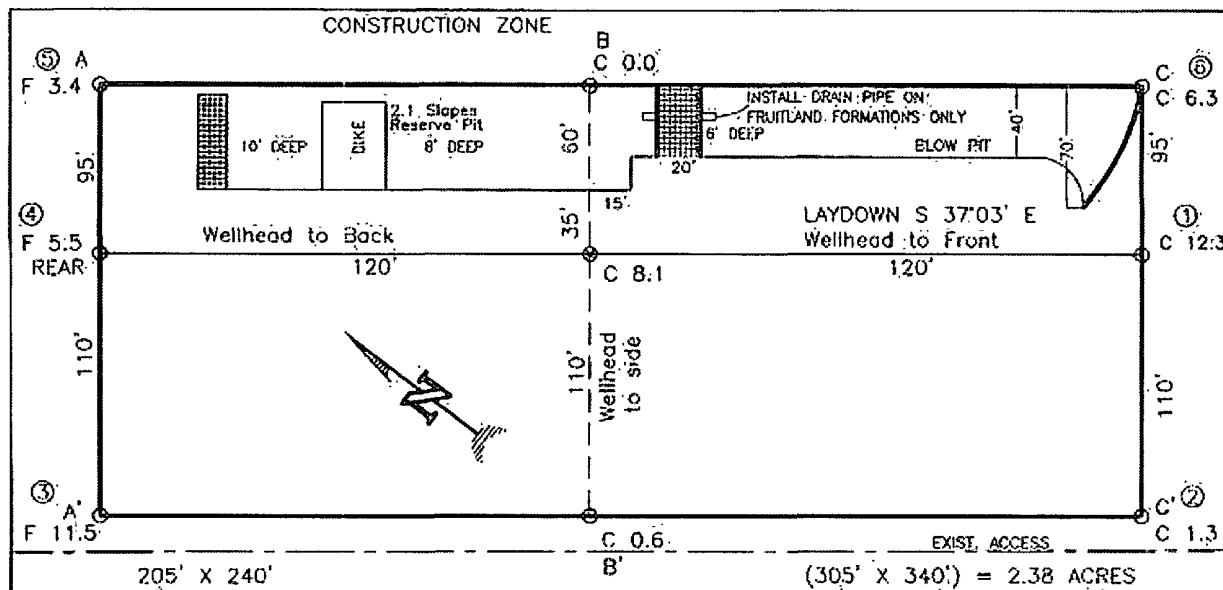 CONSTRUCTION ZONE
⑤ A
F 3.4
B
C 0.0
C ⑥
C 6.3
INSTALL DRAIN PIPE ON
FRUITLAND FORMATIONS ONLY
6' DEEP
2.1 Slopes
Reserve Pit
10' DEEP
DIKE
8' DEEP
60'
BLOW PIT
40'
70'
95'
95'
20'
15'
④
F 5.5
REAR
Wellhead to Back
120'
35'
C 8.1
LAYDOWN S 37°03' E
Wellhead to Front
120'
①
C 12.3
110'
110'
Wellhead
to side
110'
N
③ A'
F 11.5
C 0.6
B'
C' ②
C 1.3
EXIST. ACCESS
205' X 240'
(305' X 340') = 2.38 ACRES